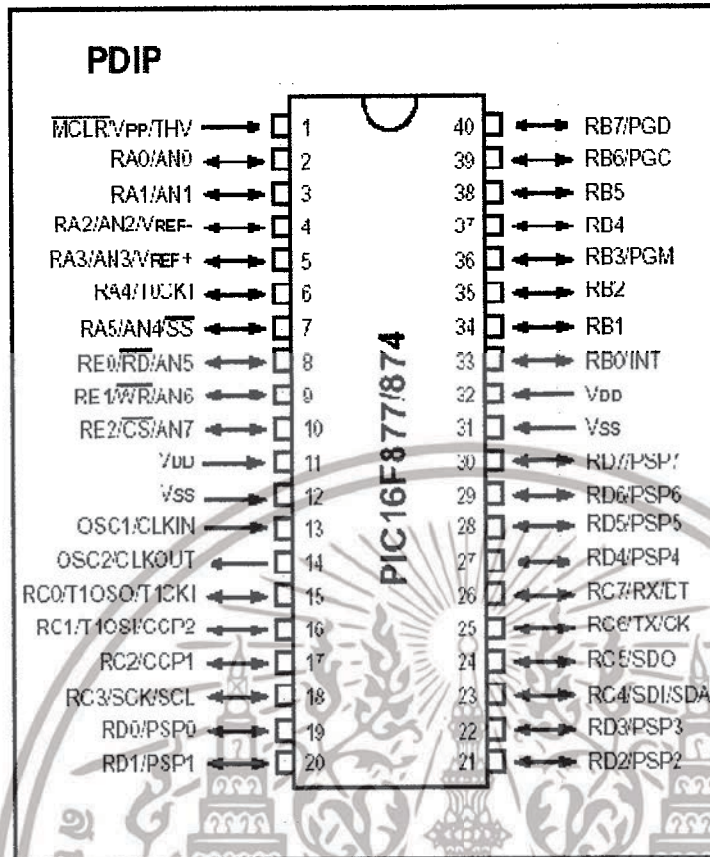 PDIP
MCLR/VPP/THV 1
RA0/AN0 2
RA1/AN1 3
RA2/AN2/VREF- 4
RA3/AN3/VREF+ 5
RA4/T0CKI 6
RA5/AN4/SS 7
RE0/RD/AN5 8
RE1/WR/AN6 9
RE2/CS/AN7 10
VDD 11
VSS 12
OSC1/CLKIN 13
OSC2/CLKOUT 14
RC0/T1OSO/T1CKI 15
RC1/T1OSI/CCP2 16
RC2/CCP1 17
RC3/SCK/SCL 18
RD0/PSP0 19
RD1/PSP1 20
PIC16F877/874
40 RB7/PGD
39 RB6/PGC
38 RB5
37 RB4
36 RB3/PGM
35 RB2
34 RB1
33 RB0/INT
32 VDD
31 VSS
30 RD7/PSP7
29 RD6/PSP6
28 RD5/PSP5
27 RD4/PSP4
26 RC7/RX/DT
25 RC6/TX/CK
24 RC5/SDO
23 RC4/SDI/SDA
22 RD3/PSP3
21 RD2/PSP2